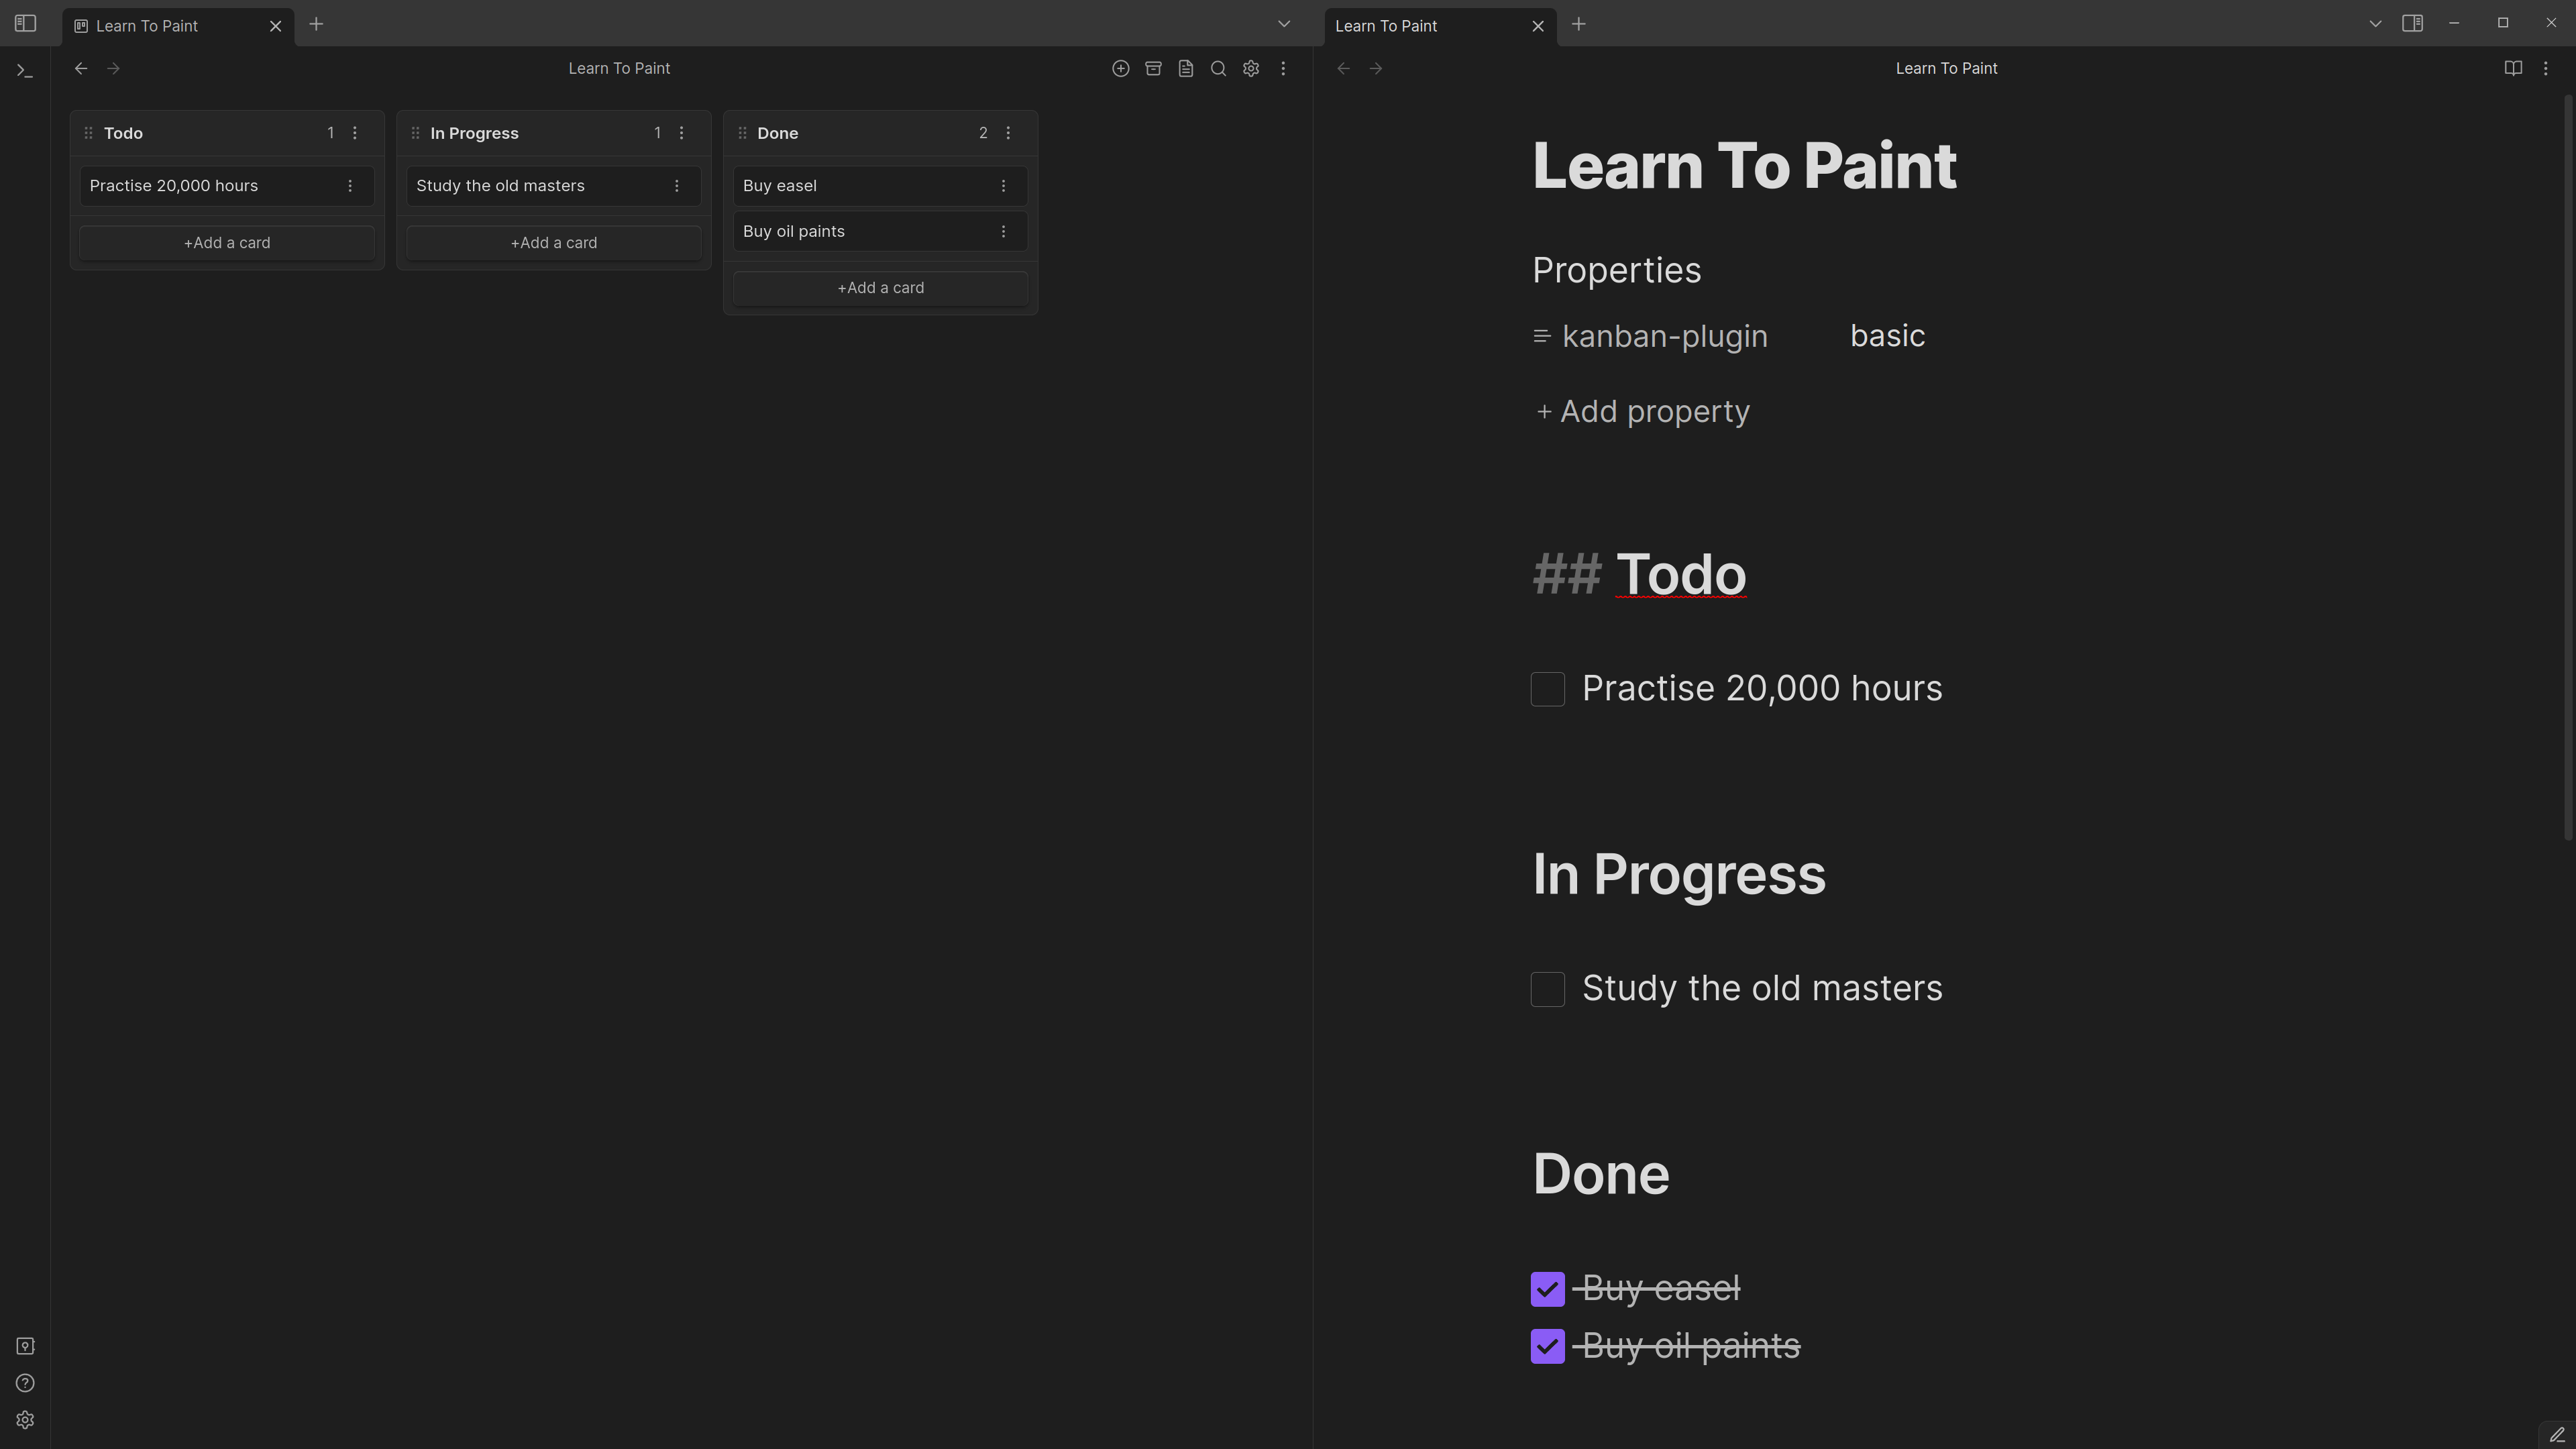 Learn To Paint
Learn To Paint
Learn To Paint
Todo 1
Practise 20,000 hours
+Add a card
In Progress 1
Study the old masters
+Add a card
Done 2
Buy easel
Buy oil paints
+Add a card
Learn To Paint
Learn To Paint
Properties
kanban-plugin basic
+ Add property
## Todo
Practise 20,000 hours
In Progress
Study the old masters
Done
Buy easel
Buy oil paints